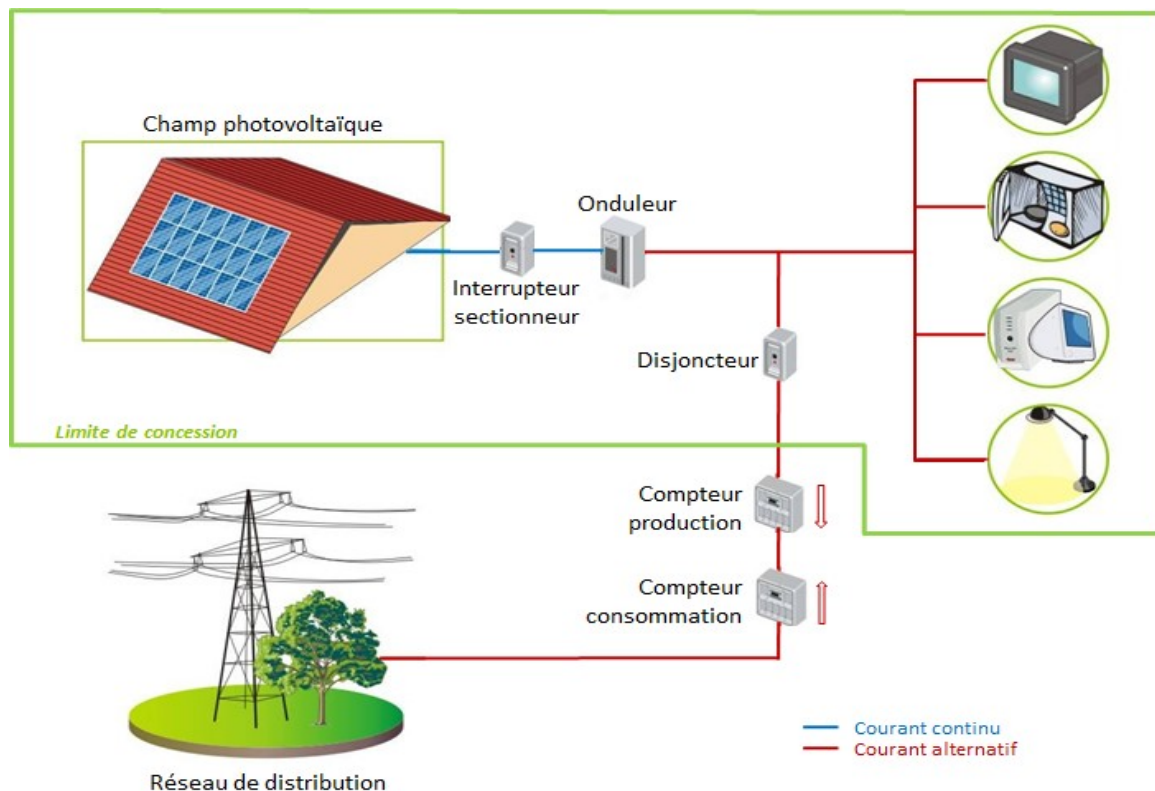 Champ photovoltaïque
Onduleur
Interrupteur
sectionneur
Disjoncteur
Limite de concession
Compteur
production
Compteur
consommation
Courant continu
Courant alternatif
Réseau de distribution